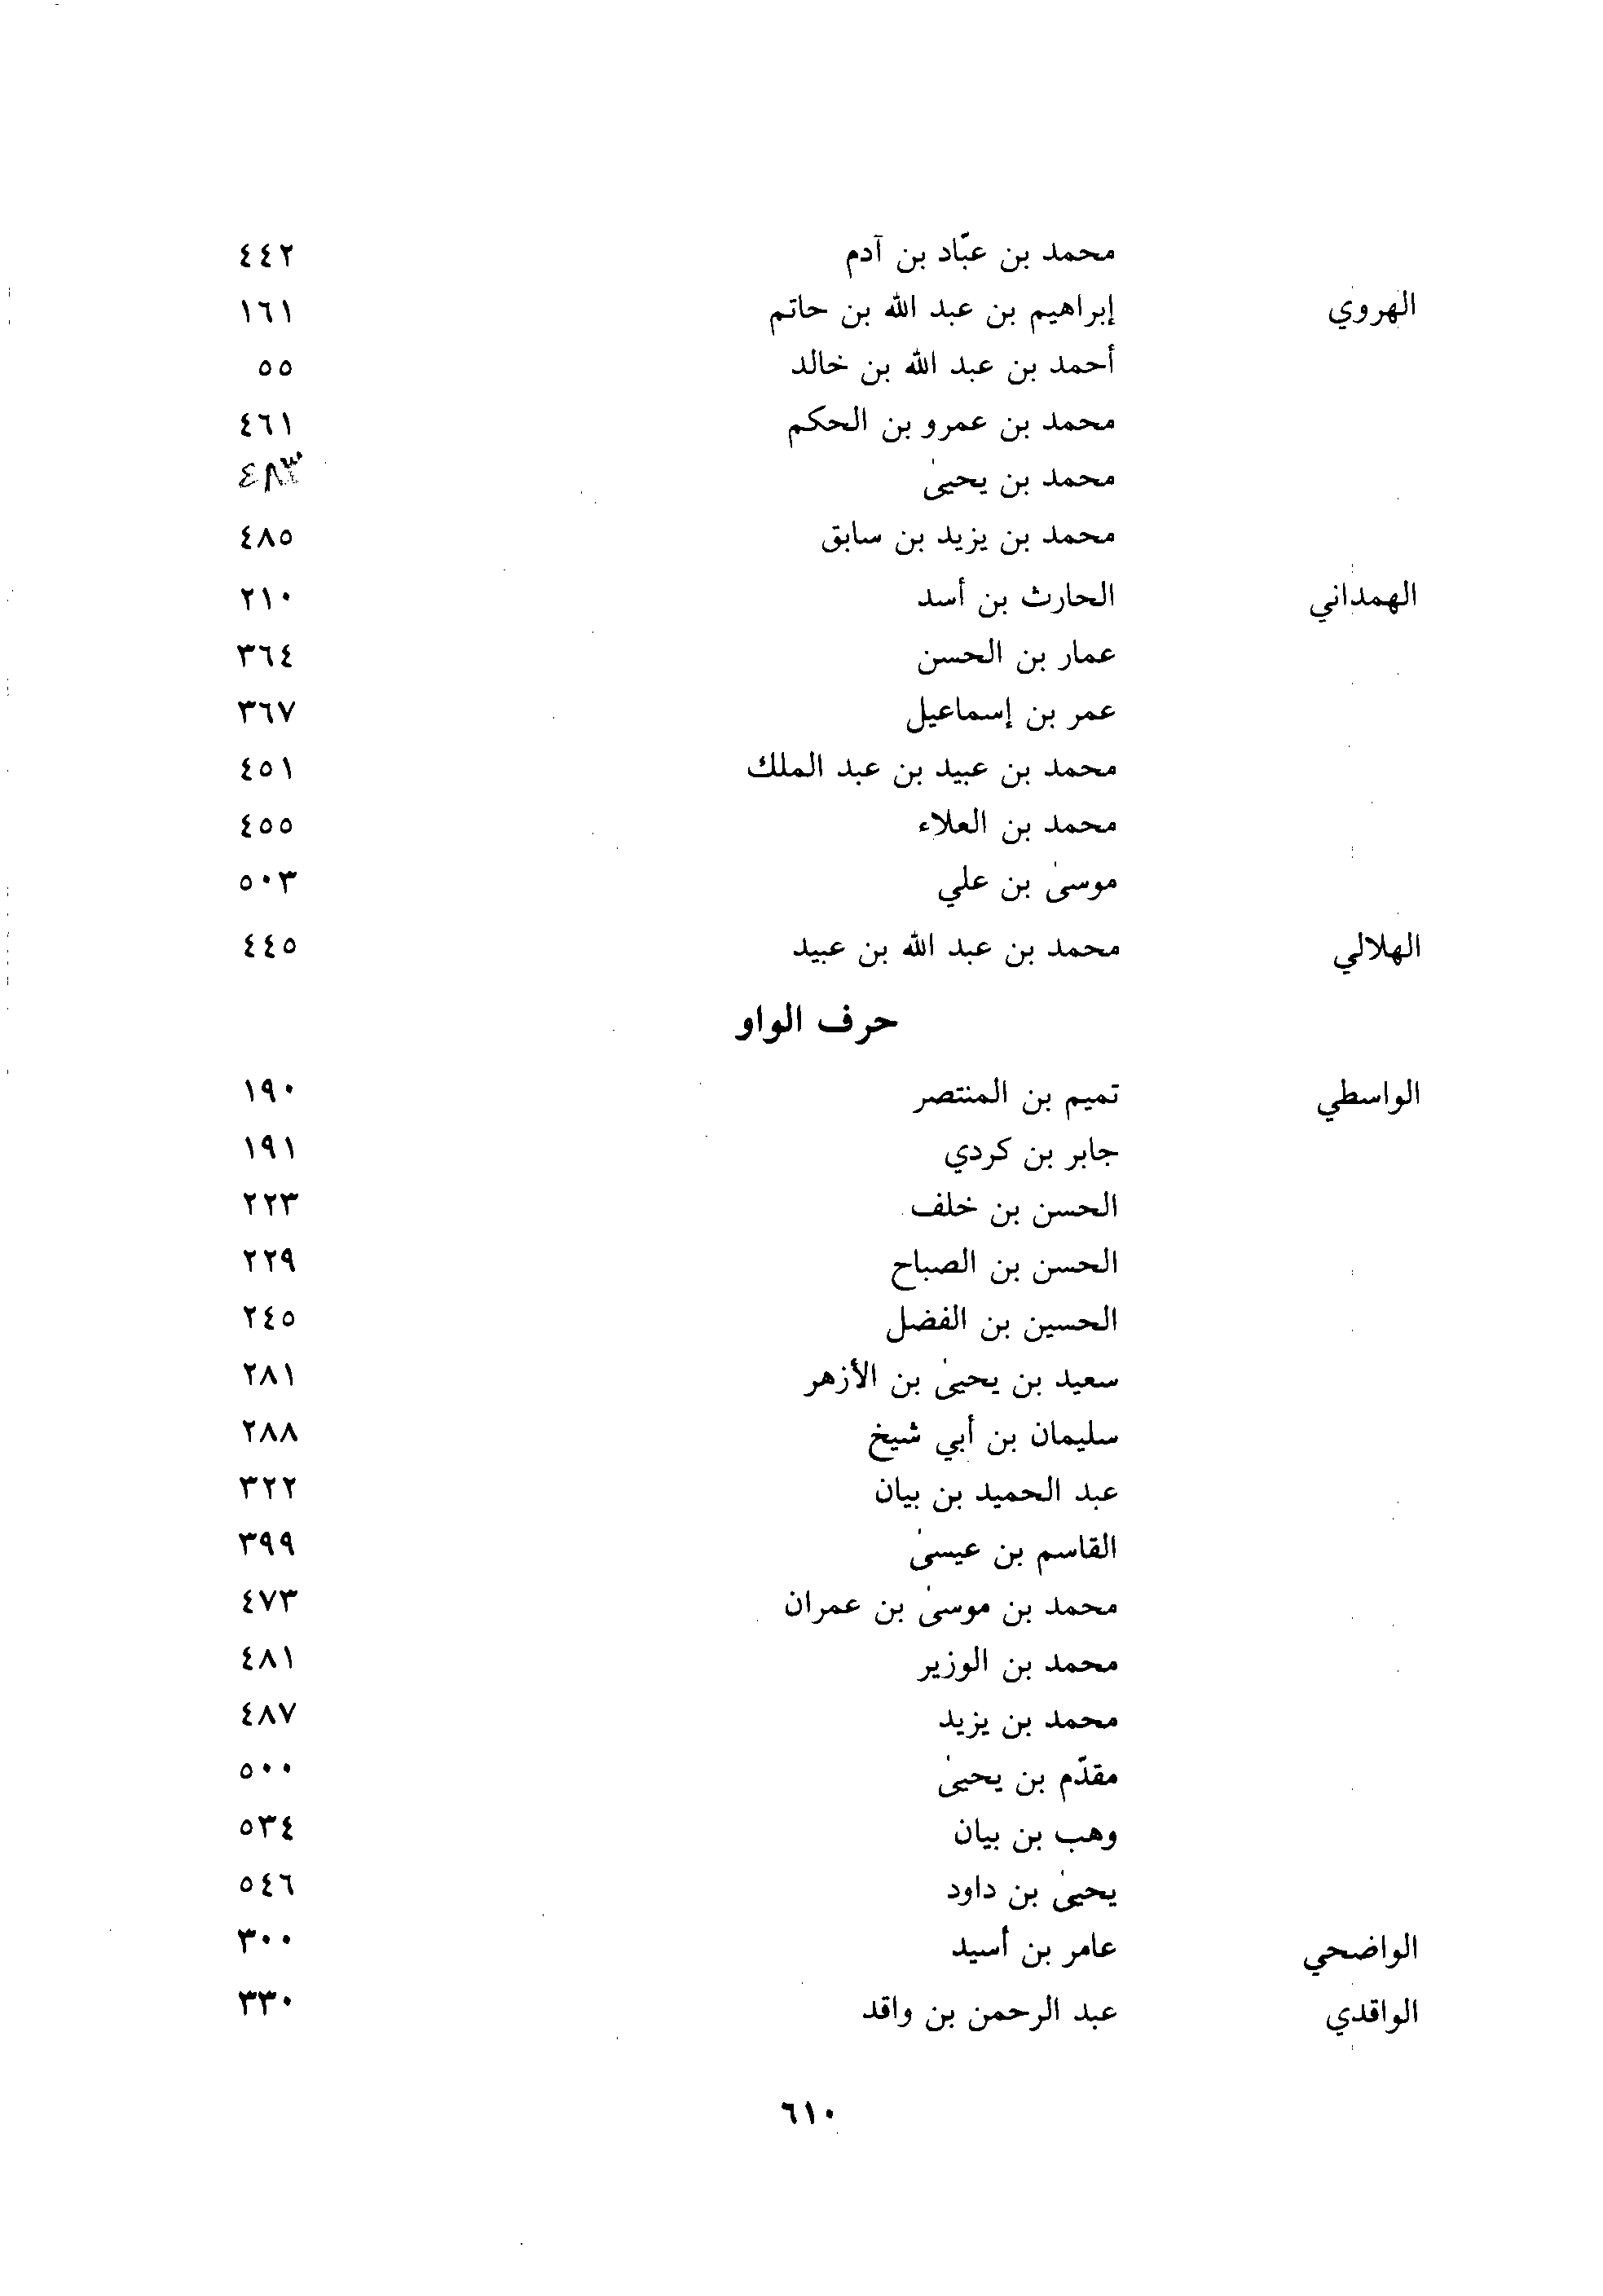 محمد بن عبّاد بن آدم ٤٤٢
الهروي إبراهيم بن عبد الله بن حاتم ١٦١
أحمد بن عبد الله بن خالد ٥٥
محمد بن عمرو بن الحكم ٤٦١
محمد بن يحيىٰ ٤٨٣
محمد بن يزيد بن سابق ٤٨٥
الهمداني الحارث بن أسد ٢١٠
عمار بن الحسن ٣٦٤
عمر بن إسماعيل ٣٦٧
محمد بن عبيد بن عبد الملك ٤٥١
محمد بن العلاء ٤٥٥
موسىٰ بن علي ٥٠٣
الهلالي محمد بن عبد الله بن عبيد ٤٤٥
حرف الواو
الواسطي تميم بن المنتصر ١٩٠
جابر بن كردي ١٩١
الحسن بن خلف ٢٢٣
الحسن بن الصباح ٢٢٩
الحسين بن الفضل ٢٤٥
سعيد بن يحيىٰ بن الأزهر ٢٨١
سليمان بن أبي شيخ ٢٨٨
عبد الحميد بن بيان ٣٢٢
القاسم بن عيسىٰ ٣٩٩
محمد بن موسىٰ بن عمران ٤٧٣
محمد بن الوزير ٤٨١
محمد بن يزيد ٤٨٧
مقدّم بن يحيىٰ ٥٠٠
وهب بن بيان ٥٣٤
يحيىٰ بن داود ٥٤٦
الواضحي عامر بن أسيد ٣٠٠
الواقدي عبد الرحمن بن واقد ٣٣٠
٦١٠